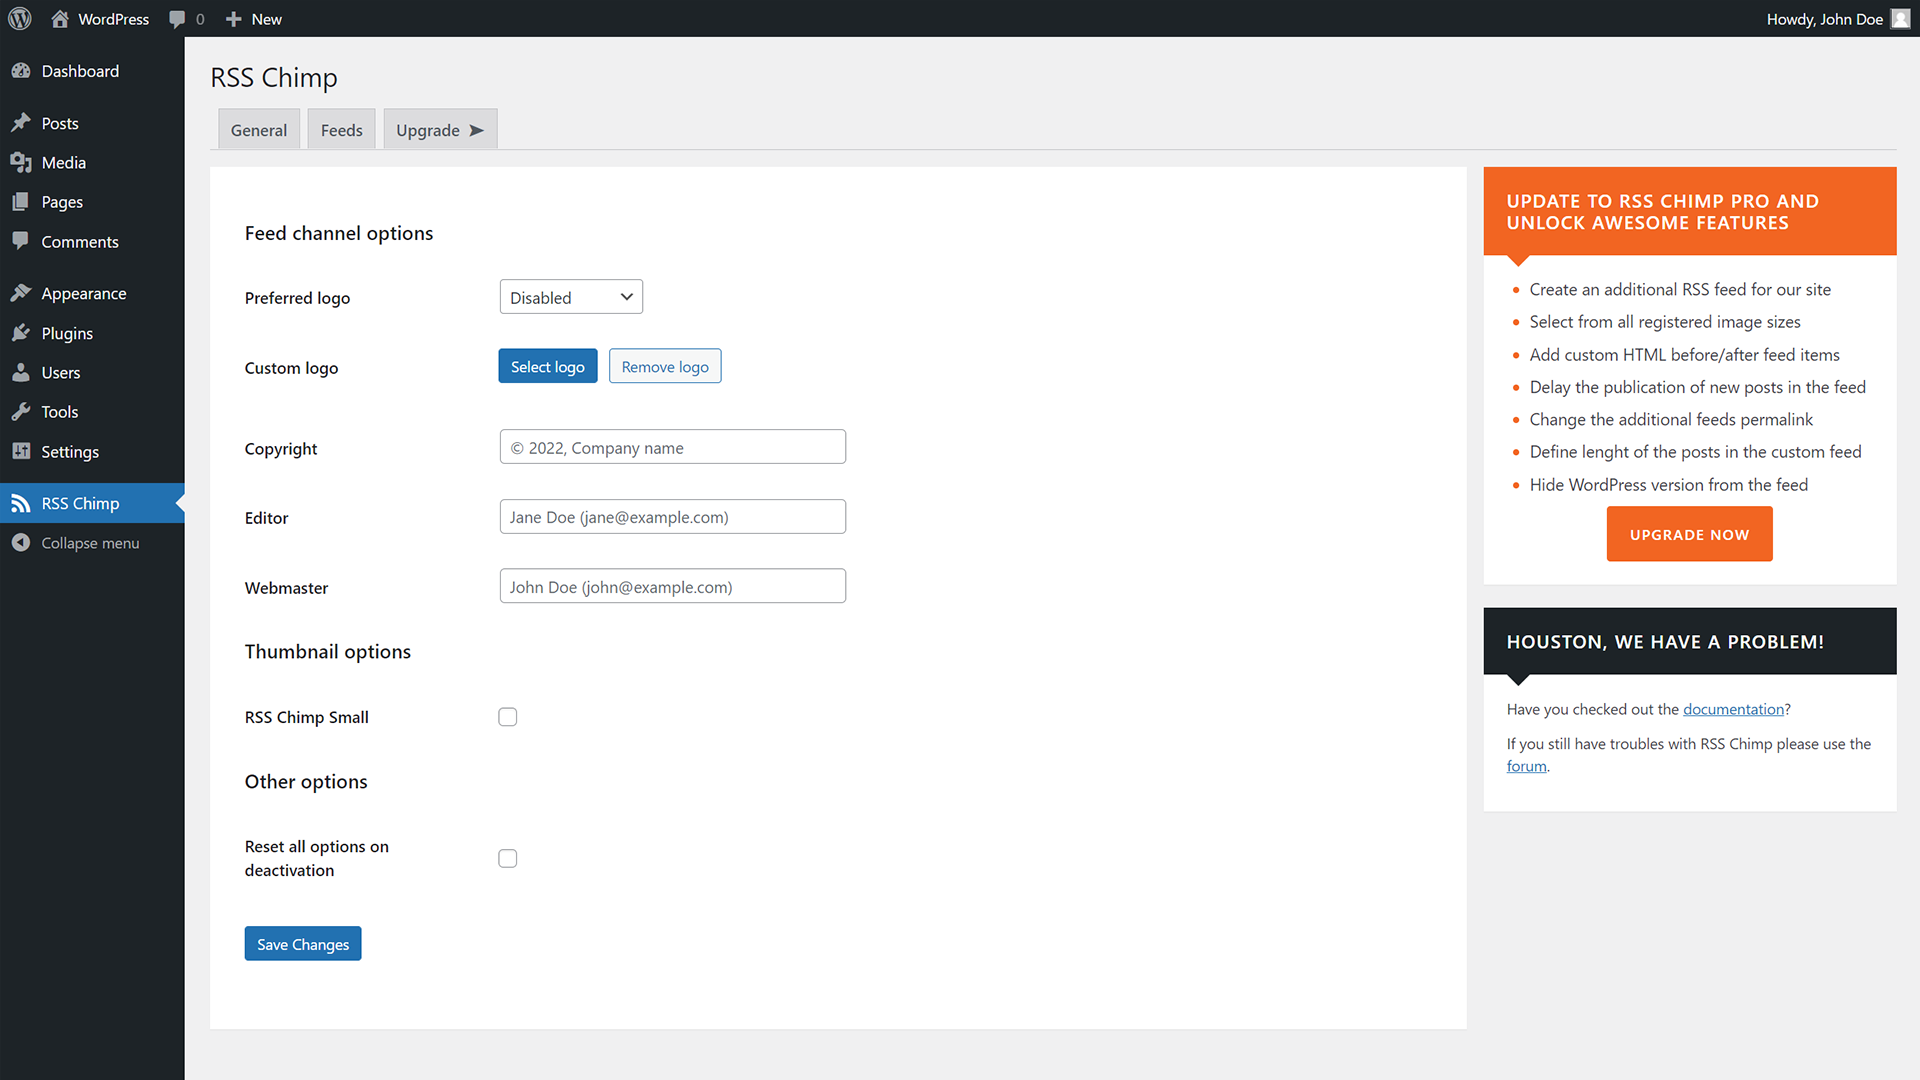 WordPress
0
New
Howdy, John Doe
Dashboard
Posts
Media
Pages
Comments
Appearance
Plugins
Users
Tools
Settings
RSS Chimp
Collapse menu
RSS Chimp
General
Feeds
Upgrade ➤
Feed channel options
Preferred logo
Disabled
Custom logo
Select logo
Remove logo
Copyright
© 2022, Company name
Editor
Jane Doe (jane@example.com)
Webmaster
John Doe (john@example.com)
Thumbnail options
RSS Chimp Small
Other options
Reset all options on
deactivation
Save Changes
UPDATE TO RSS CHIMP PRO AND
UNLOCK AWESOME FEATURES
• Create an additional RSS feed for our site
• Select from all registered image sizes
• Add custom HTML before/after feed items
• Delay the publication of new posts in the feed
• Change the additional feeds permalink
• Define lenght of the posts in the custom feed
• Hide WordPress version from the feed
UPGRADE NOW
HOUSTON, WE HAVE A PROBLEM!
Have you checked out the documentation?
If you still have troubles with RSS Chimp please use the
forum.